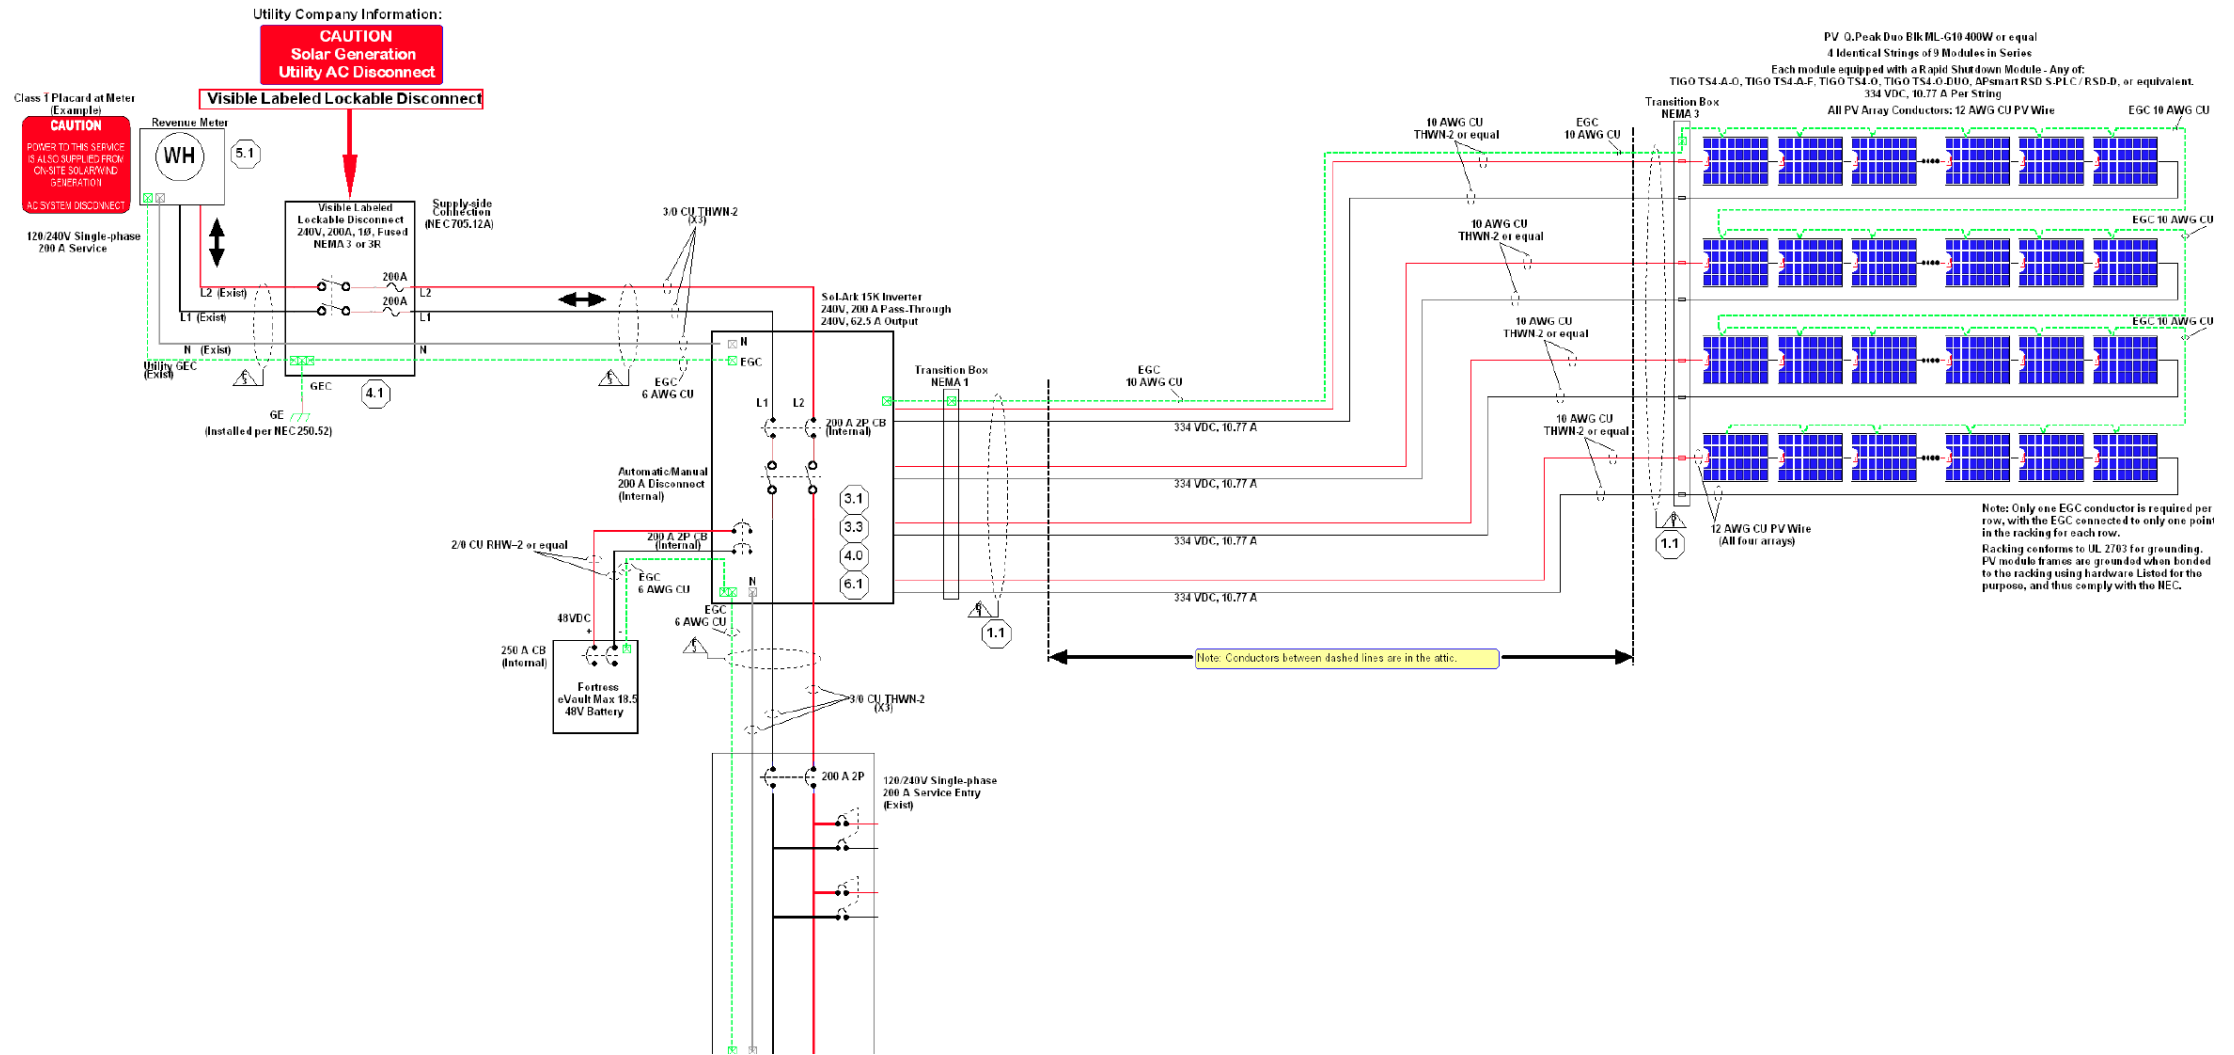 Utility Company Information:
CAUTION
Solar Generation
Utility AC Disconnect
Visible Labeled Lockable Disconnect
Class 1 Placard at Meter
(Example)
CAUTION
POWER TO THIS SERVICE
IS ALSO SUPPLIED FROM
ON-SITE SOLAR/WIND
GENERATION
AC SYSTEM DISCONNECT
Revenue Meter
WH
5.1
120/240V Single-phase
200 A Service
Visible Labeled
Lockable Disconnect
240V, 200A, 1Ø, Fused
NEMA 3 or 3R
Supply-side
Connection
(NEC705.12A)
200A
L2 (Exist)
L2
200A
L1 (Exist)
L1
N (Exist)
N
Utility GEC
(Exist)
GEC
4.1
GE
(Installed per NEC 250.52)
3/0 CU THWN-2
(X3)
EGC
6 AWG CU
Sol-Ark 15K Inverter
240V, 200 A Pass-Through
240V, 62.5 A Output
N
EGC
L1
L2
200 A 2P CB
(Internal)
Automatic/Manual
200 A Disconnect
(Internal)
3.1
3.3
4.0
6.1
200 A 2P CB
(Internal)
2/0 CU RHW-2 or equal
EGC
6 AWG CU
N
EGC
6 AWG CU
48VDC
+
-
250 A CB
(Internal)
Fortress
eVault Max 18.5
48V Battery
3/0 CU THWN-2
(X3)
200 A 2P
120/240V Single-phase
200 A Service Entry
(Exist)
Transition Box
NEMA 1
1.1
EGC
10 AWG CU
334 VDC, 10.77 A
334 VDC, 10.77 A
334 VDC, 10.77 A
334 VDC, 10.77 A
Note: Conductors between dashed lines are in the attic.
10 AWG CU
THWN-2 or equal
EGC
10 AWG CU
10 AWG CU
THWN-2 or equal
10 AWG CU
THWN-2 or equal
10 AWG CU
THWN-2 or equal
Transition Box
NEMA 3
1.1
12 AWG CU PV Wire
(All four arrays)
PV Q.Peak Duo Blk ML-G10 400W or equal
4 Identical Strings of 9 Modules in Series
Each module equipped with a Rapid Shutdown Module - Any of:
TIGO TS4-A-O, TIGO TS4-A-F, TIGO TS4-O, TIGO TS4-O-DUO, APsmart RSD S-PLC / RSD-D, or equivalent.
334 VDC, 10.77 A Per String
All PV Array Conductors: 12 AWG CU PV Wire
EGC 10 AWG CU
EGC 10 AWG CU
EGC 10 AWG CU
Note: Only one EGC conductor is required per
row, with the EGC connected to only one point
in the racking for each row.
Racking conforms to UL 2703 for grounding.
PV module frames are grounded when bonded
to the racking using hardware Listed for the
purpose, and thus comply with the NEC.